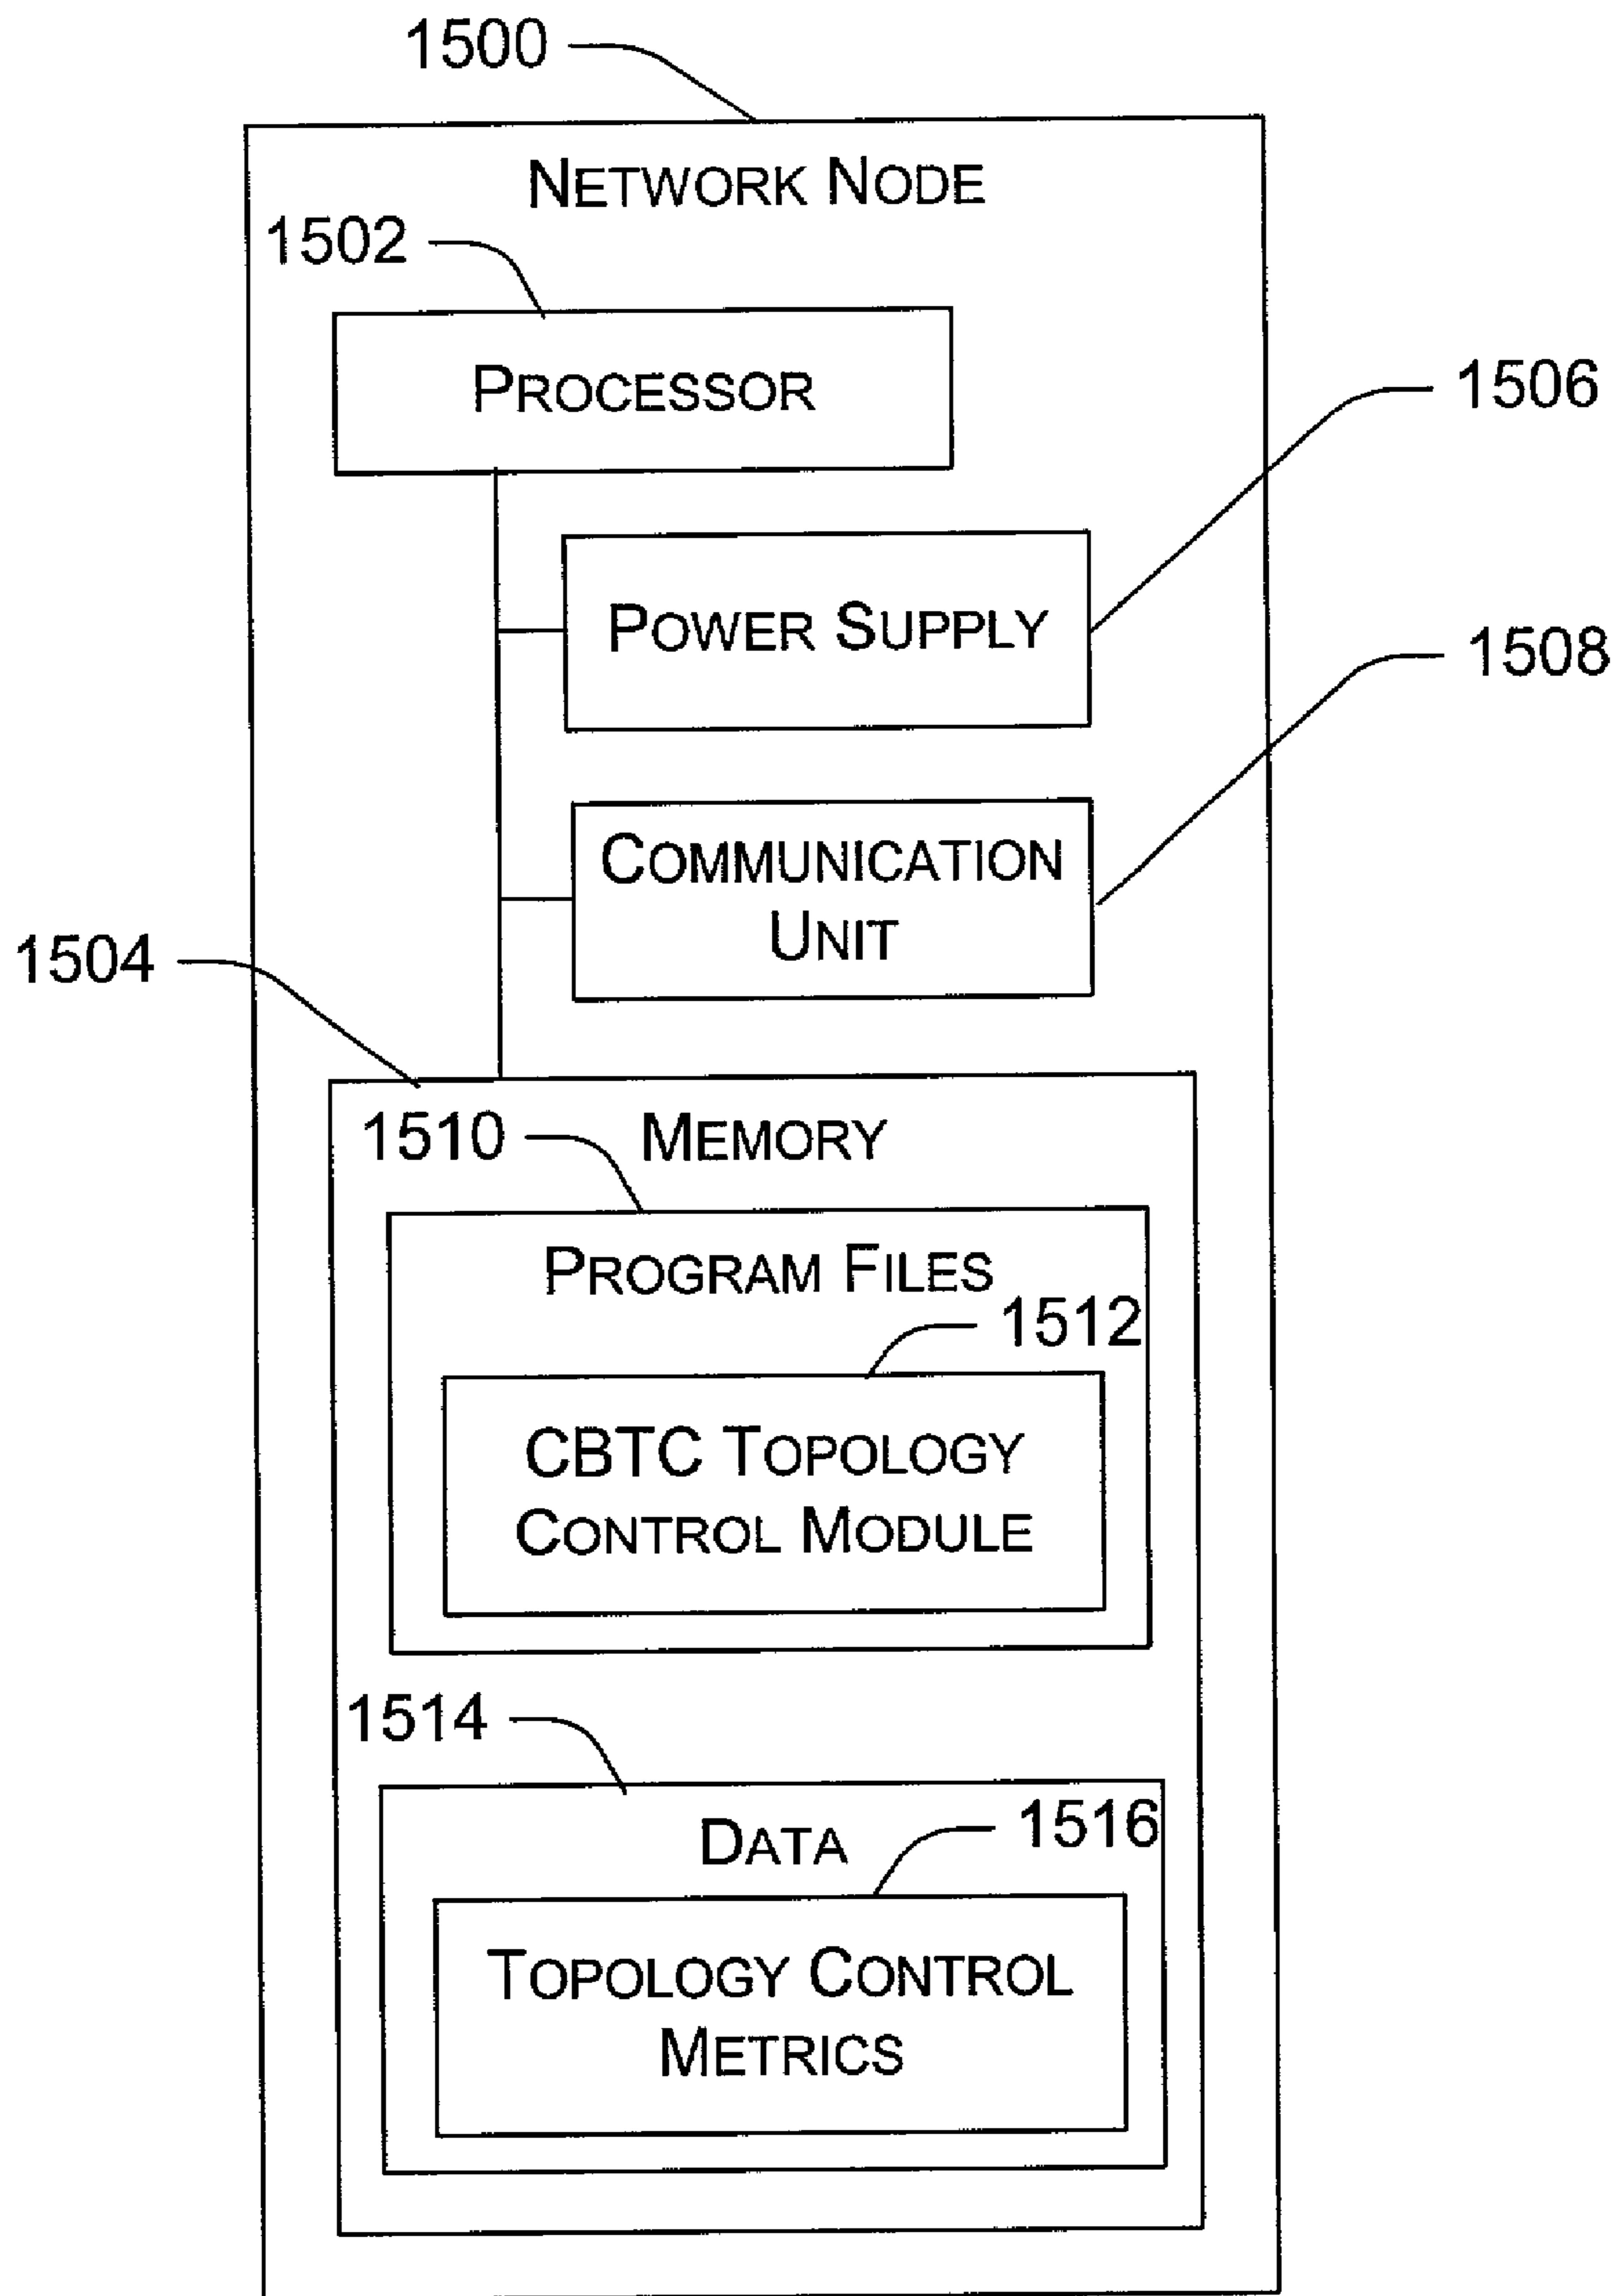 1500
NETWORK NODE
1502
PROCESSOR
1506
POWER SUPPLY
1508
COMMUNICATION
UNIT
1504
MEMORY
1510
PROGRAM FILES
1512
CBTC TOPOLOGY
CONTROL MODULE
1514
DATA
1516
TOPOLOGY CONTROL
METRICS